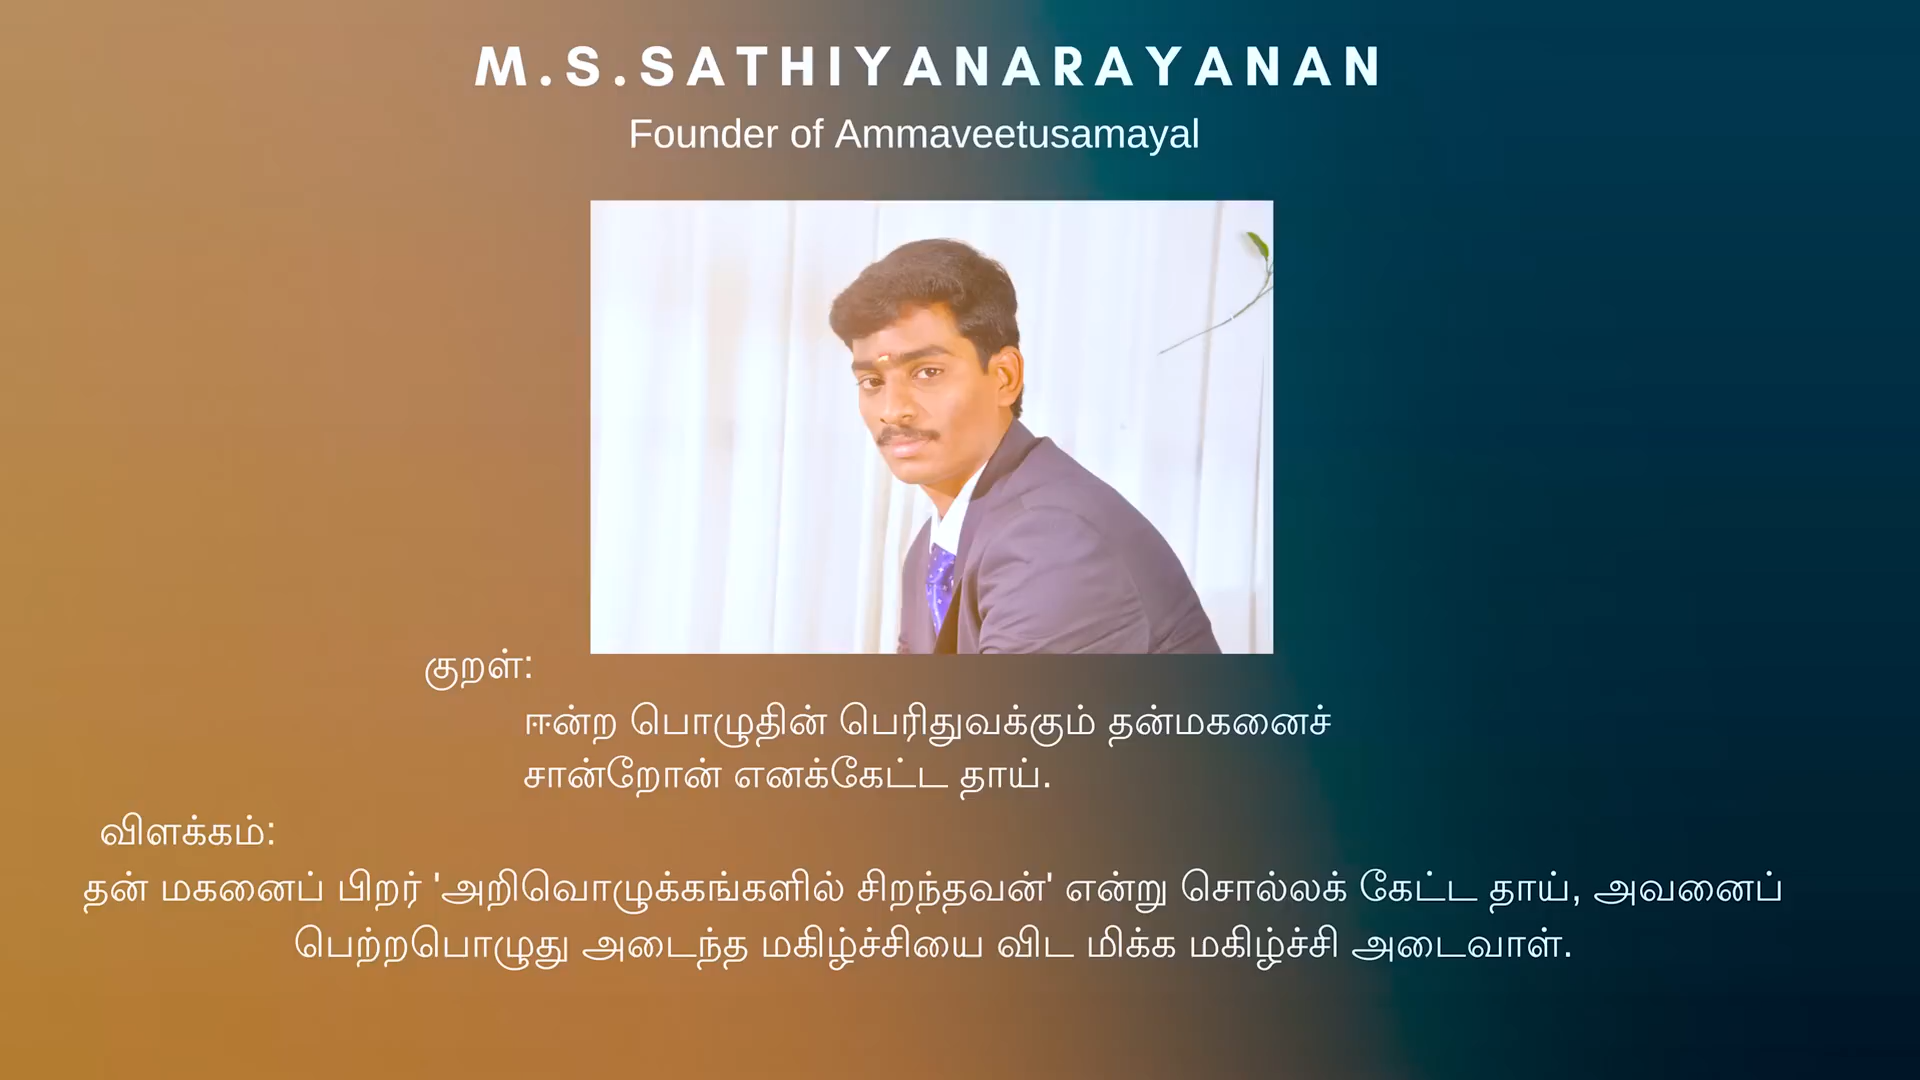 M.S.SATHIYANARAYANAN
Founder of Ammaveetusamayal
குறள்:
ஈன்ற பொழுதின் பெரிதுவக்கும் தன்மகனைச்
சான்றோன் எனக்கேட்ட தாய்.
விளக்கம்:
தன் மகனைப் பிறர் 'அறிவொழுக்கங்களில் சிறந்தவன்' என்று சொல்லக் கேட்ட தாய், அவனைப்
பெற்றபொழுது அடைந்த மகிழ்ச்சியை விட மிக்க மகிழ்ச்சி அடைவாள்.